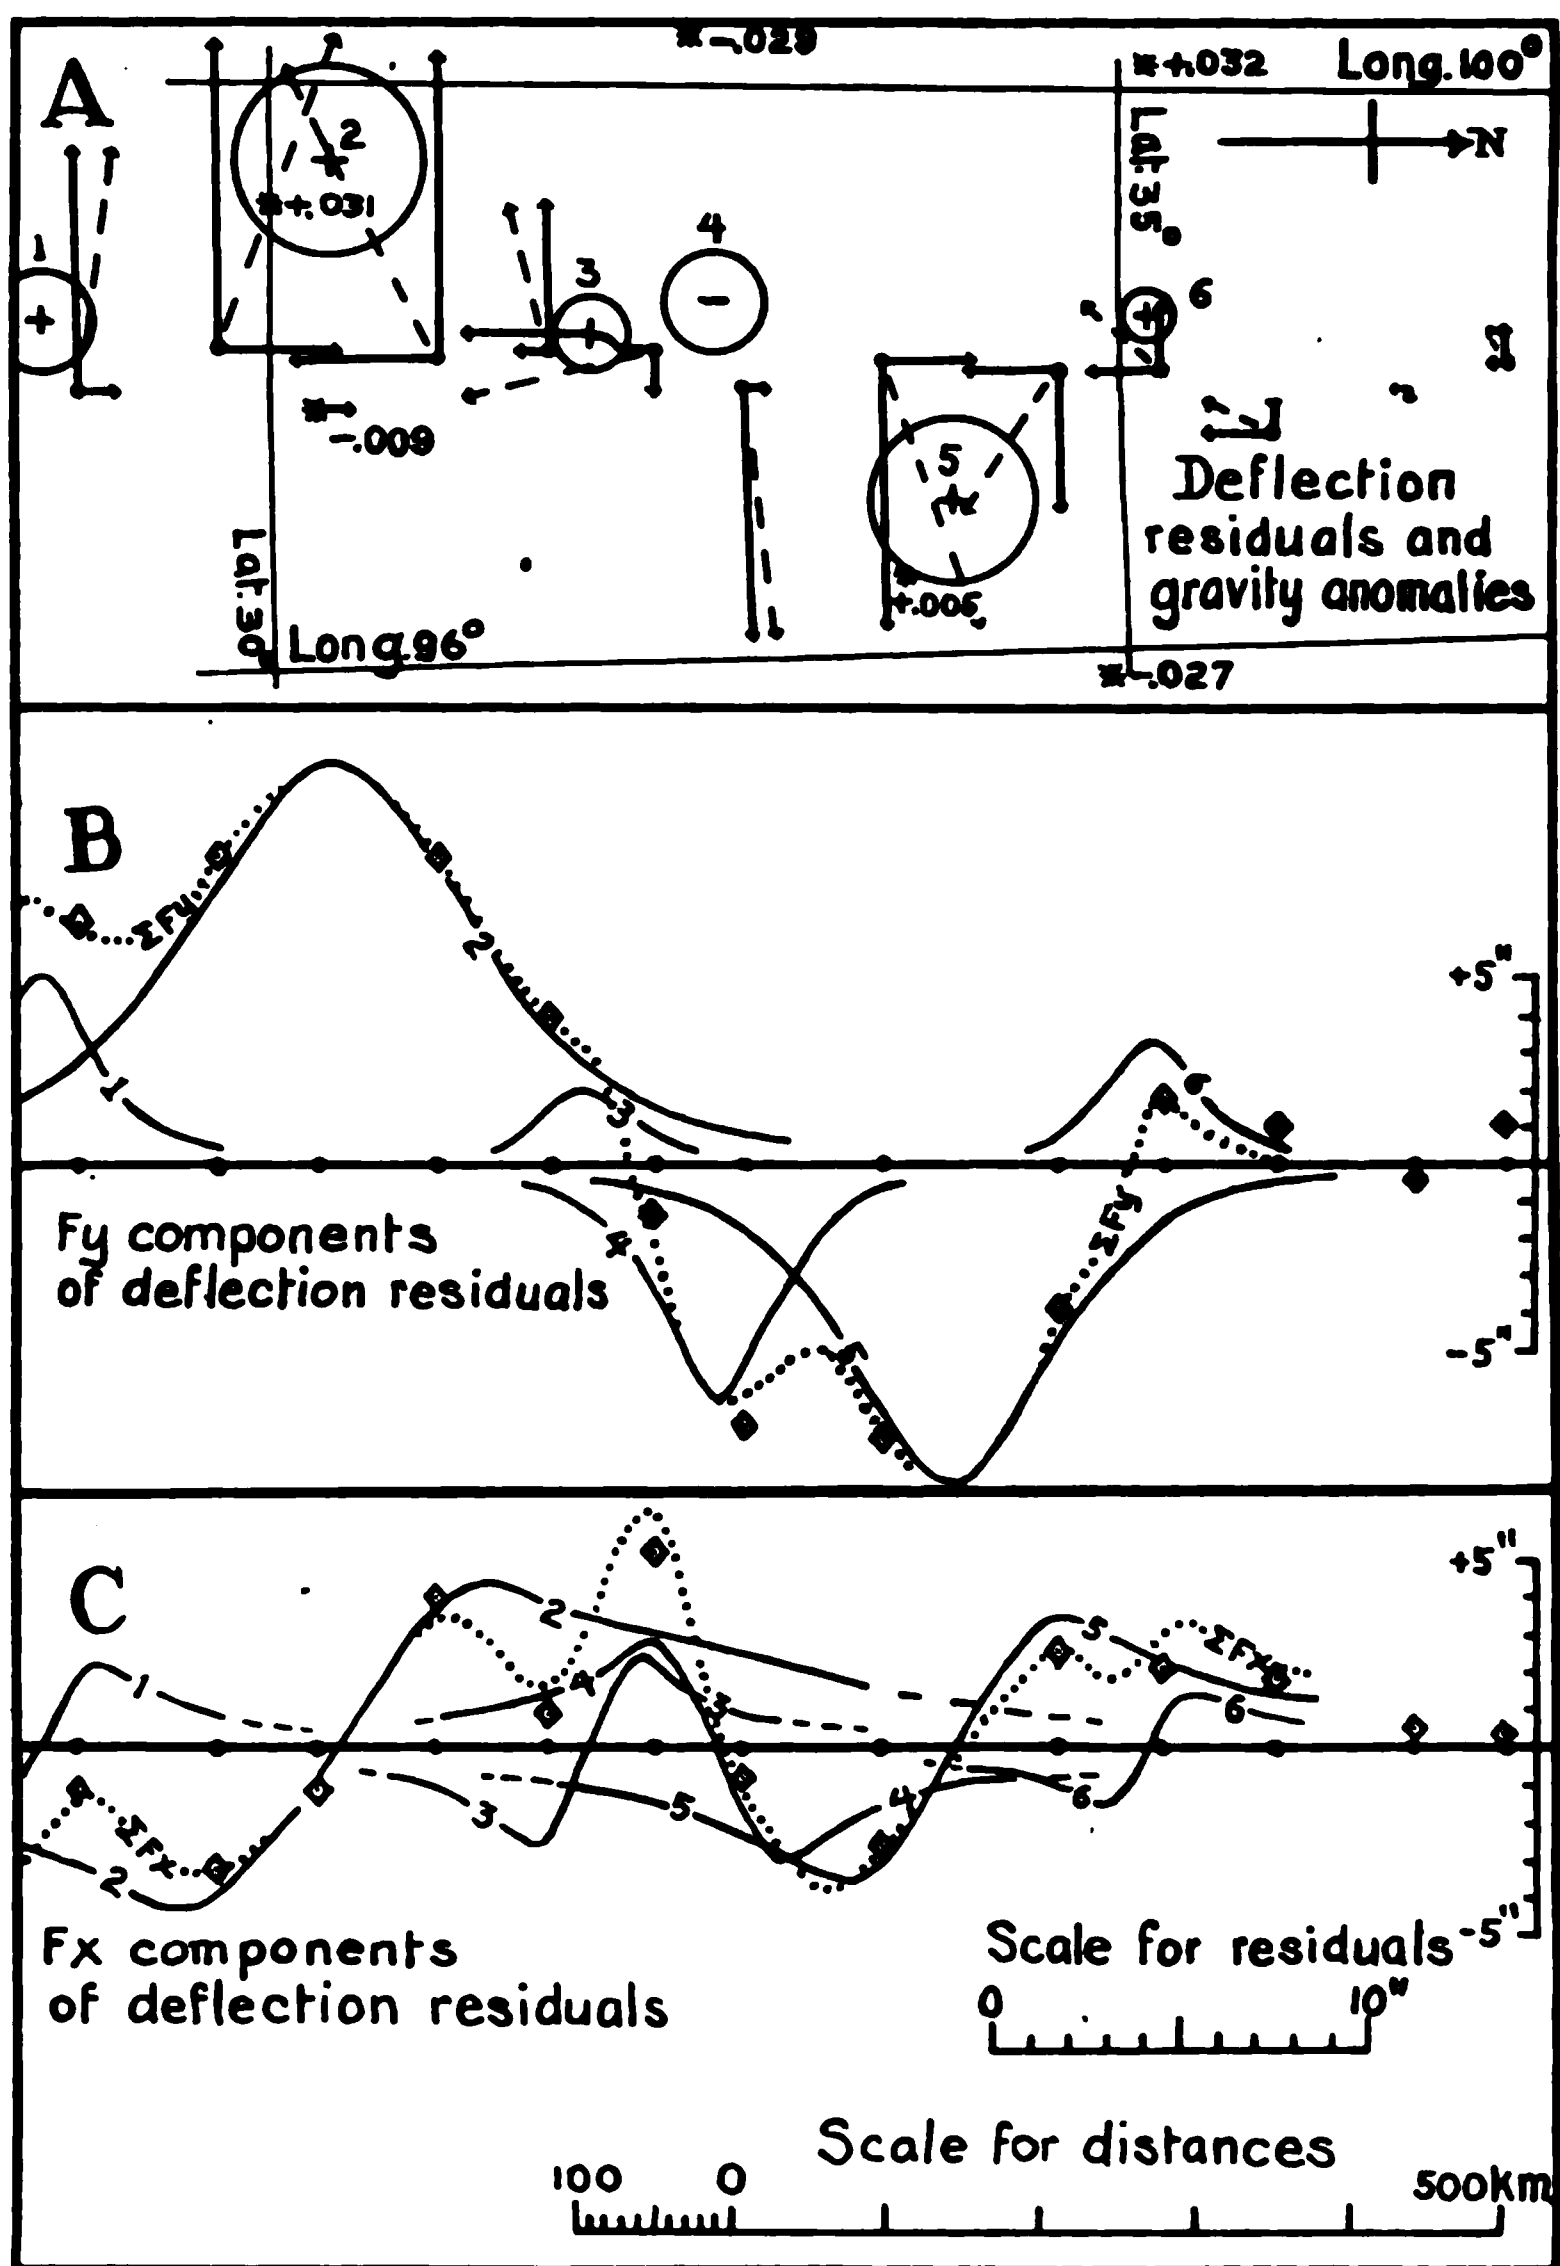 A
*-.029
*+.032
Long. 100°
Lat. 35°
N
2
*+.031
1
+
3
+
4
-
+
6
*
-.009
5
*
+.005
Lat. 30
Long. 96°
*-.027
Deflection
residuals and
gravity anomalies
B
ΣFy
2
1
3
6
+5"
4
5
ΣFy
-5"
Fy components
of deflection residuals
C
+5"
1
2
4
3
5
ΣFx
6
ΣFx
2
3
5
4
6
-5"
Fx components
of deflection residuals
Scale for residuals
0 10"
Scale for distances
100 0 500km